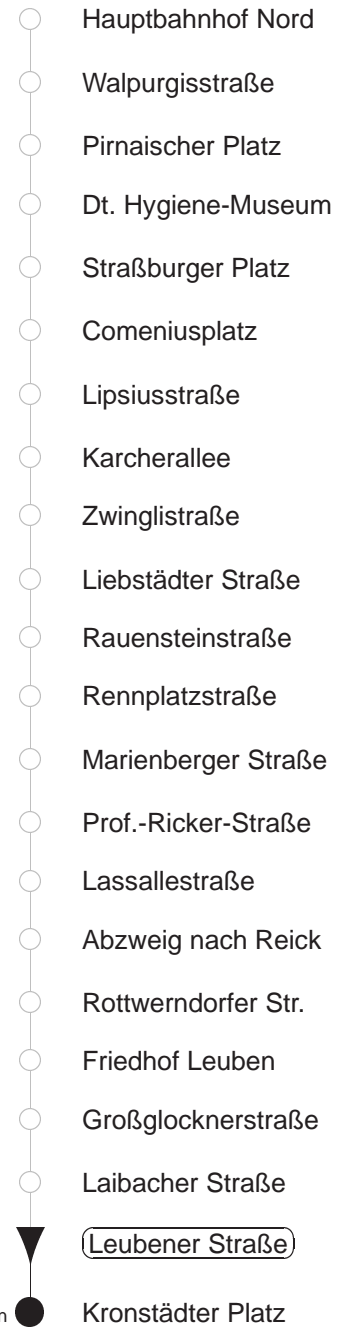 Hauptbahnhof Nord
Walpurgisstraße
Pirnaischer Platz
Dt. Hygiene-Museum
Straßburger Platz
Comeniusplatz
Lipsiusstraße
Karcherallee
Zwinglistraße
Liebstädter Straße
Rauensteinstraße
Rennplatzstraße
Marienberger Straße
Prof.-Ricker-Straße
Lassallestraße
Abzweig nach Reick
Rottwerndorfer Str.
Friedhof Leuben
Großglocknerstraße
Laibacher Straße
Leubener Straße
Kronstädter Platz